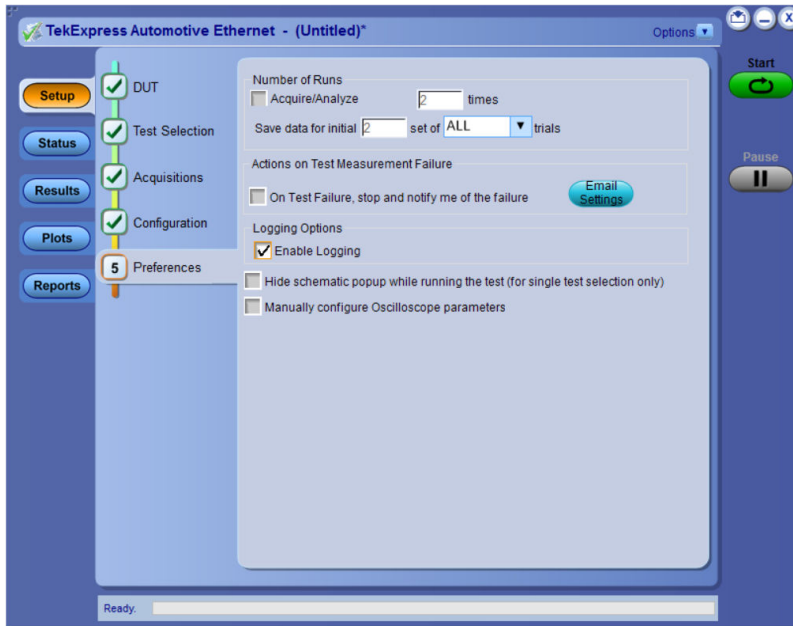 TekExpress Automotive Ethernet - (Untitled)*
Options
X
Start
Pause
Setup
Status
Results
Plots
Reports
DUT
Test Selection
Acquisitions
Configuration
5 Preferences
Number of Runs
Acquire/Analyze 2 times
Save data for initial 2 set of ALL trials
Actions on Test Measurement Failure
On Test Failure, stop and notify me of the failure
Email
Settings
Logging Options
Enable Logging
Hide schematic popup while running the test (for single test selection only)
Manually configure Oscilloscope parameters
Ready.